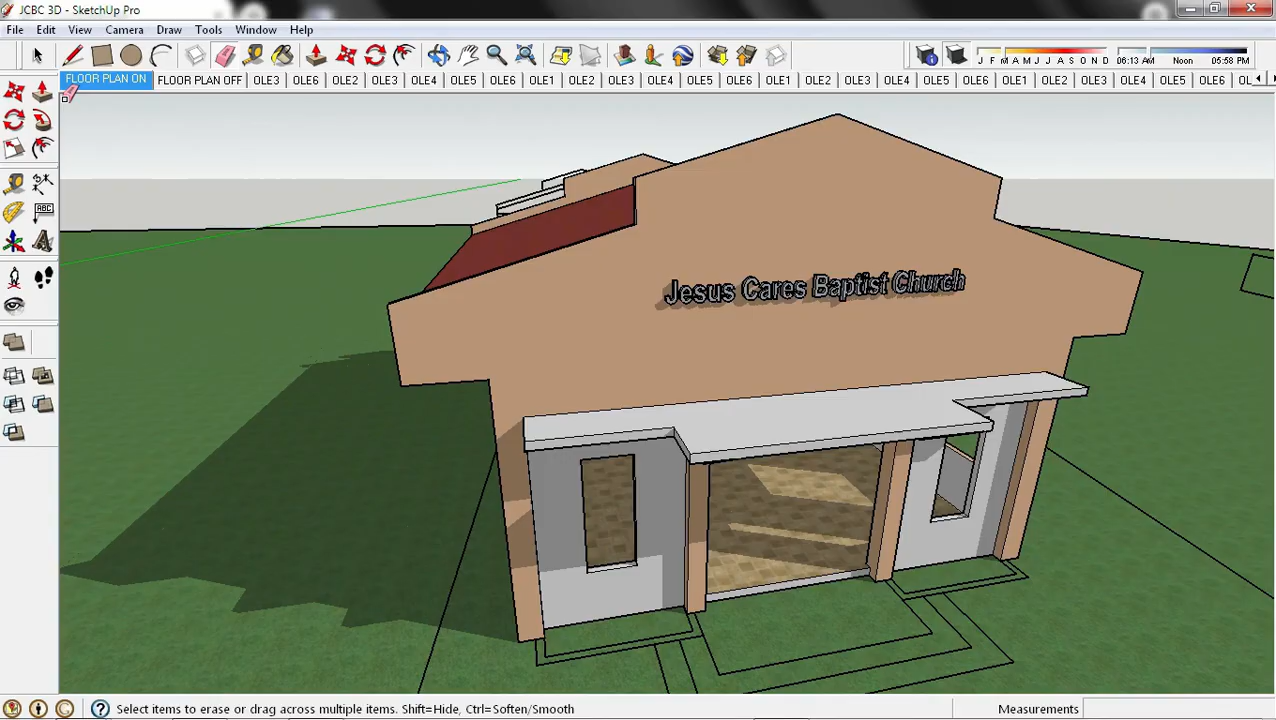 JCBC 3D - SketchUp Pro
File Edit View Camera Draw Tools Window Help
J F M A M J J A S O N D 06:13 AM Noon 05:58 PM
FLOOR PLAN ON FLOOR PLAN OFF OLE3 OLE6 OLE2 OLE3 OLE4 OLE5 OLE6 OLE1 OLE2 OLE3 OLE4 OLE5 OLE6 OLE1 OLE2 OLE3 OLE4 OLE5 OLE6 OLE1 OLE2 OLE3 OLE4 OLE5 OLE6 OL
ABC
Jesus Cares Baptist Church
Select items to erase or drag across multiple items. Shift=Hide, Ctrl=Soften/Smooth
Measurements